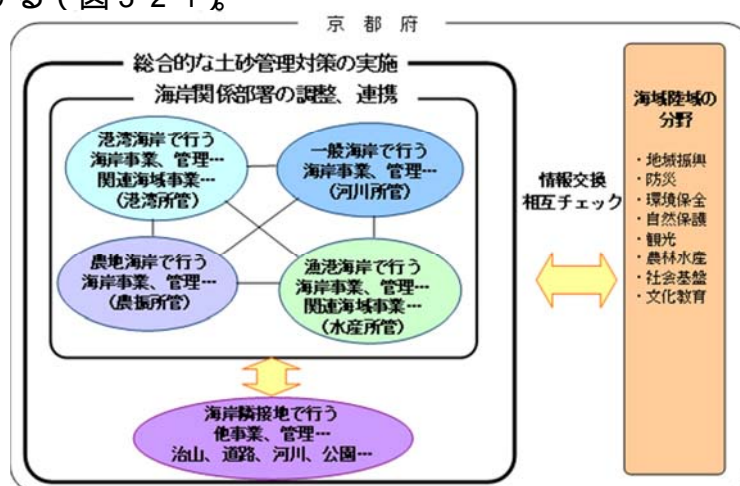 る(図3-2-1)。
京都府
総合的な土砂管理対策の実施
海岸関係部署の調整、連携
港湾海岸で行う
海岸事業、管理…
関連海域事業…
(港湾所管)
一般海岸で行う
海岸事業、管理…
(河川所管)
農地海岸で行う
海岸事業、管理…
(農振所管)
漁港海岸で行う
海岸事業、管理…
関連海域事業…
(水産所管)
海岸隣接地で行う
他事業、管理…
治山、道路、河川、公園…
情報交換
相互チェック
海域陸域の
分野
・地域振興
・防災
・環境保全
・自然保護
・観光
・農林水産
・社会基盤
・文化教育